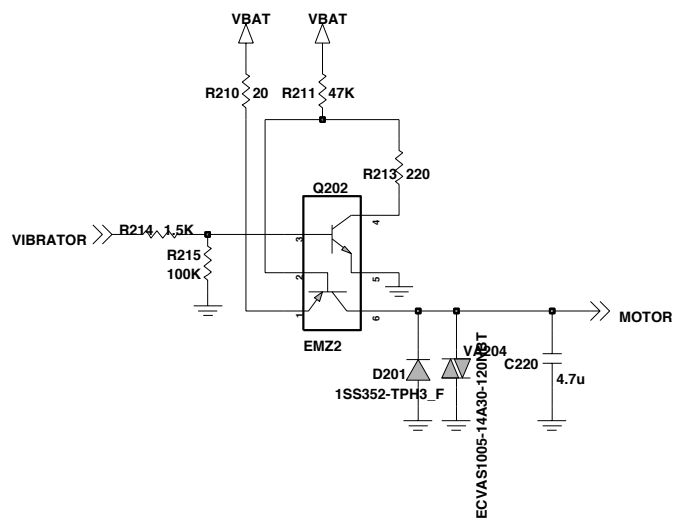 VBAT
VBAT
R210 20
R211 47K
R213 220
Q202
4
VIBRATOR
R214 1.5K
3
R215
100K
2
5
1
6
MOTOR
EMZ2
VA204
D201
C220
1SS352-TPH3_F
4.7u
ECVAS1005-14A30-120NBT